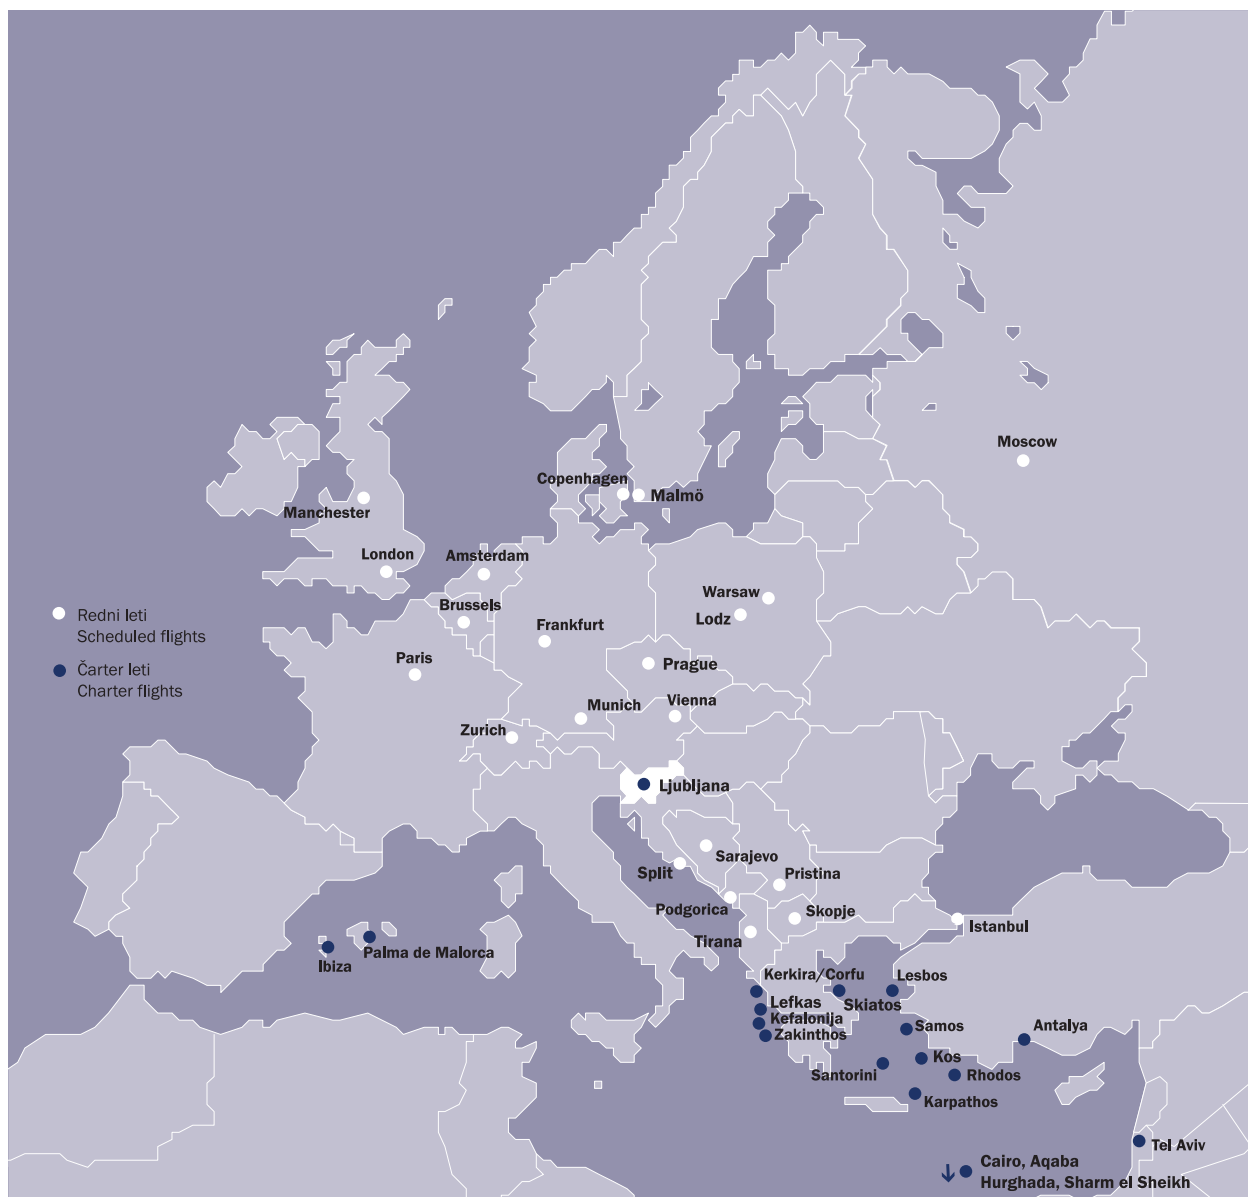 Moscow
Copenhagen
Malmö
Manchester
London
Amsterdam
Warsaw
Brussels
Lodz
Redni leti
Scheduled flights
Frankfurt
Paris
Prague
Čarter leti
Charter flights
Munich
Vienna
Zurich
Ljubljana
Sarajevo
Split
Pristina
Podgorica
Skopje
Istanbul
Tirana
Palma de Malorca
Ibiza
Kerkira/Corfu
Lesbos
Lefkas
Skiatos
Kefalonija
Zakinthos
Samos
Antalya
Kos
Santorini
Rhodos
Karpathos
Tel Aviv
Cairo, Aqaba
Hurghada, Sharm el Sheikh